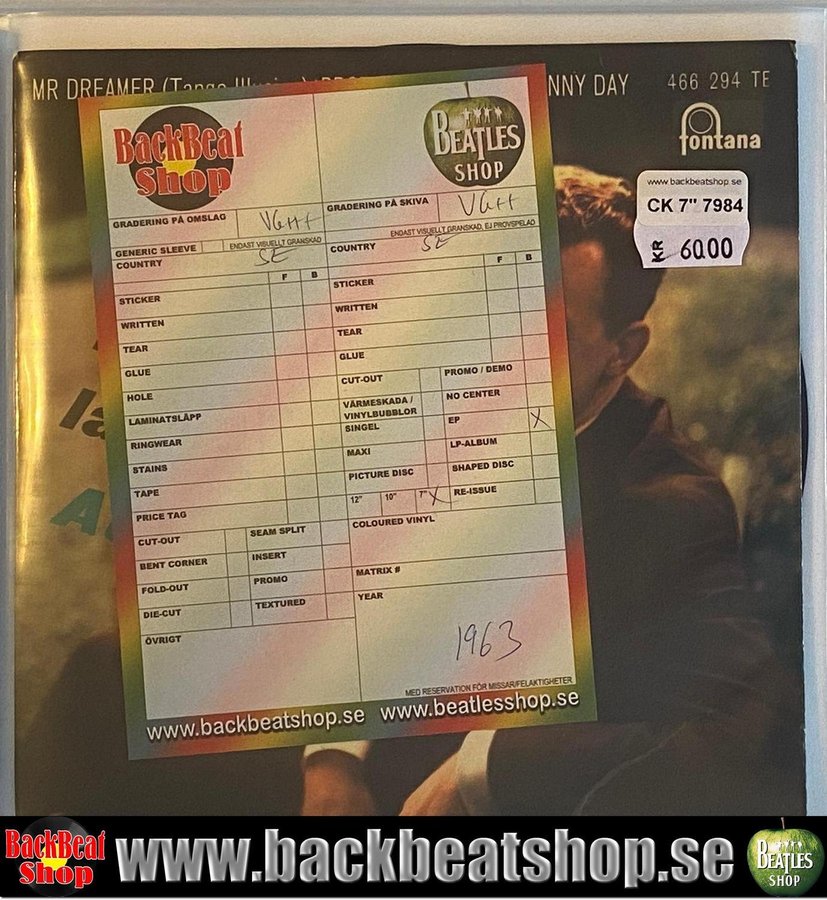 MR DREAMER (Tango Illusion)
NNY DAY
466 294 TE
fontana
www.backbeatshop.se
CK 7" 7984
KR 60.00
BackBeat
Shop
BEATLES
SHOP
GRADERING PÅ OMSLAG VG++
GENERIC SLEEVE
ENDAST VISUELLT GRANSKAD
COUNTRY SE
F B
STICKER
WRITTEN
TEAR
GLUE
HOLE
LAMINATSLÄPP
RINGWEAR
STAINS
TAPE
PRICE TAG
CUT-OUT
SEAM SPLIT
BENT CORNER
INSERT
FOLD-OUT
PROMO
DIE-CUT
TEXTURED
ÖVRIGT
GRADERING PÅ SKIVA VG++
ENDAST VISUELLT GRANSKAD, EJ PROVSPELAD
COUNTRY SE
F B
STICKER
WRITTEN
TEAR
GLUE
CUT-OUT
PROMO / DEMO
VÄRMESKADA /
VINYLBUBBLOR
NO CENTER
SINGEL
EP X
MAXI
LP-ALBUM
PICTURE DISC
SHAPED DISC
12" 10" 7" X
RE-ISSUE
COLOURED VINYL
MATRIX #
YEAR
1963
MED RESERVATION FÖR MISSAR/FELAKTIGHETER
www.backbeatshop.se www.beatlesshop.se
la
A
BackBeat
Shop
www.backbeatshop.se
BEATLES
SHOP